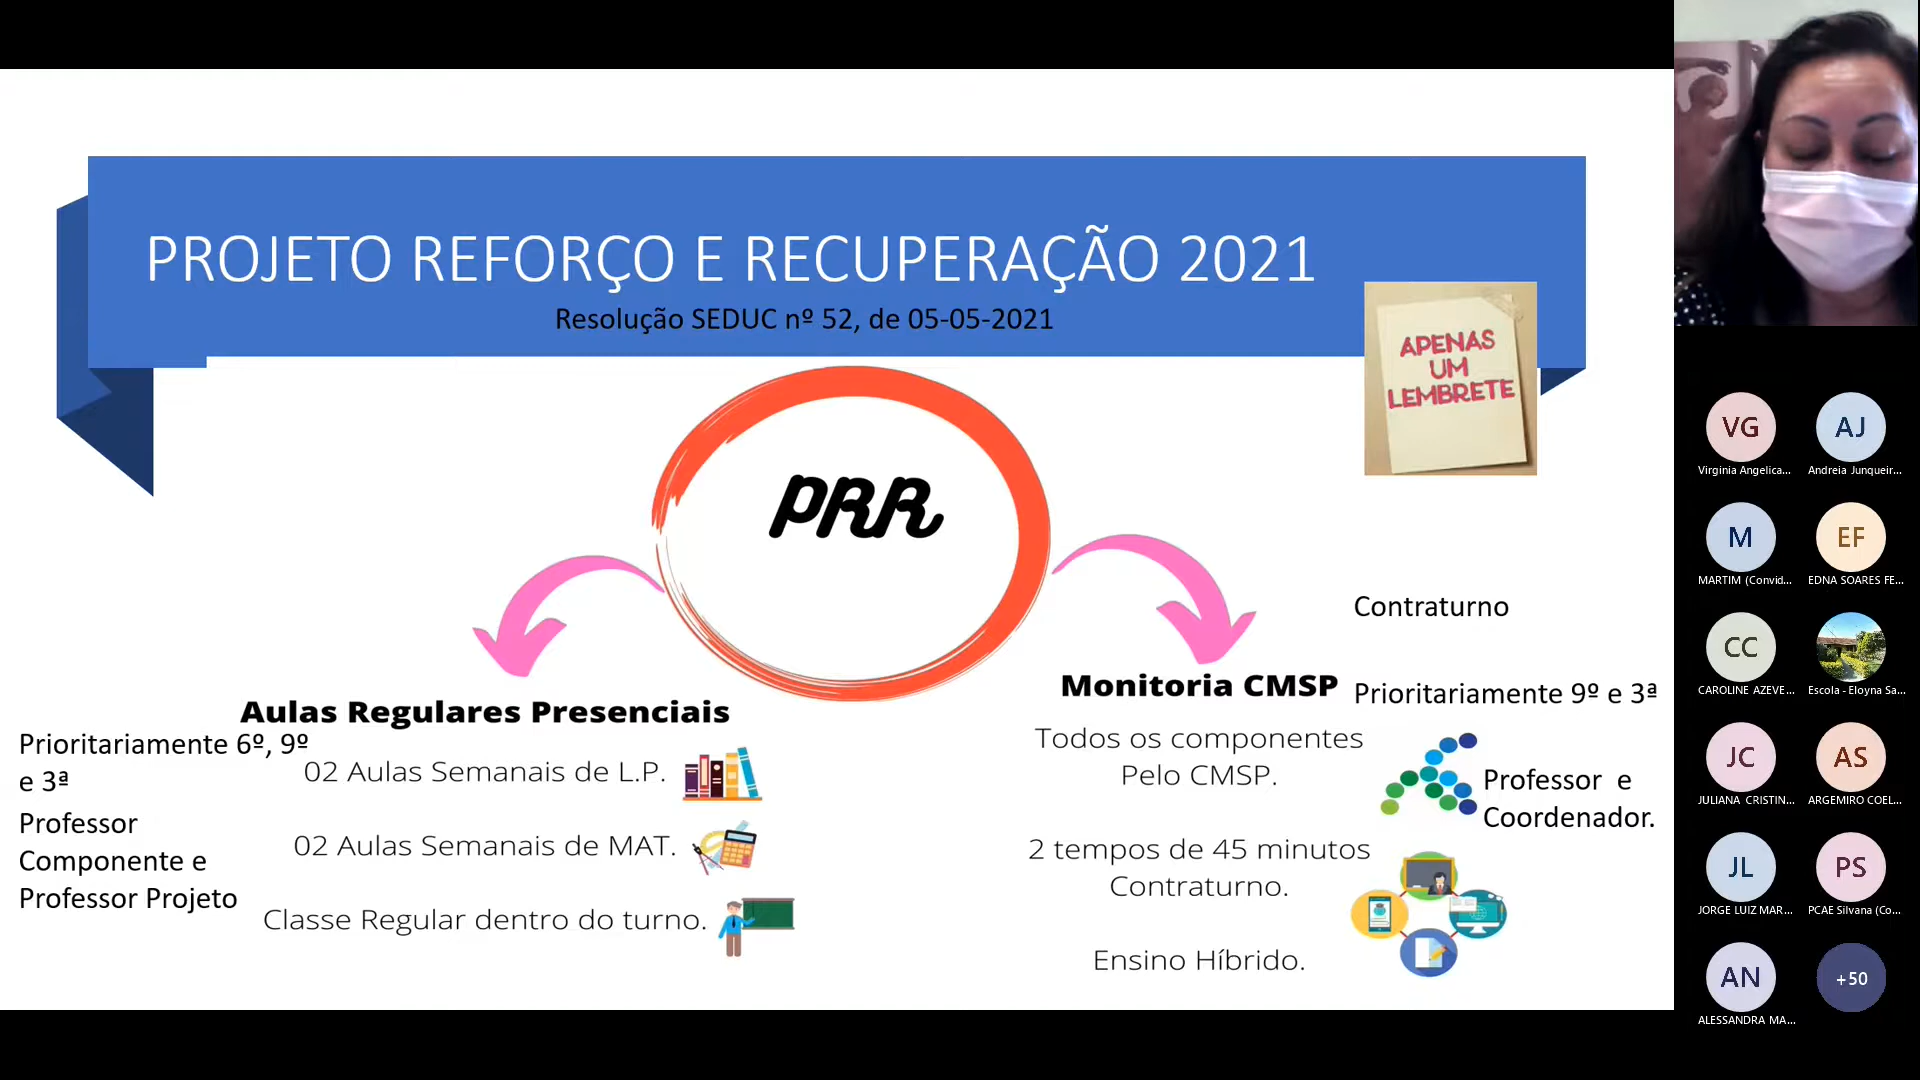 PROJETO REFORÇO E RECUPERAÇÃO 2021
Resolução SEDUC nº 52, de 05-05-2021
APENAS
UM
LEMBRETE
PRR
Aulas Regulares Presenciais
Prioritariamente 6º, 9º
e 3ª
Professor
Componente e
Professor Projeto
02 Aulas Semanais de L.P.
02 Aulas Semanais de MAT.
Classe Regular dentro do turno.
Contraturno
Monitoria CMSP
Prioritariamente 9º e 3ª
Todos os componentes
Pelo CMSP.
Professor e
Coordenador.
2 tempos de 45 minutos
Contraturno.
Ensino Híbrido.
VG
Virginia Angelica...
AJ
Andreia Junqueir...
M
MARTIM (Convid...
EF
EDNA SOARES FE...
CC
CAROLINE AZEVE...
Escola - Eloyna Sa...
JC
JULIANA CRISTIN...
AS
ARGEMIRO COEL...
JL
JORGE LUIZ MAR...
PS
PCAE Silvana (Co...
AN
ALESSANDRA MA...
+50